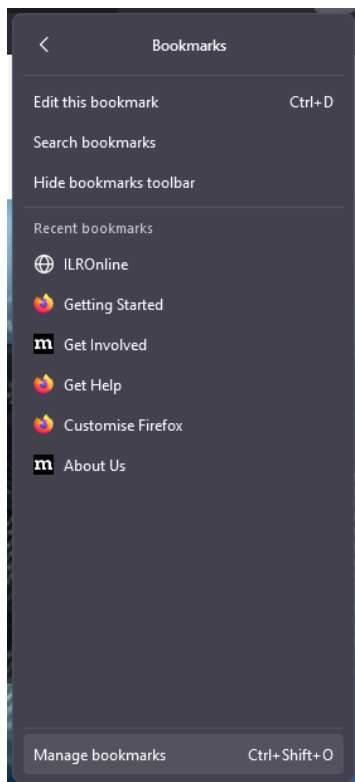 Bookmarks
Edit this bookmark Ctrl+D
Search bookmarks
Hide bookmarks toolbar
Recent bookmarks
ILROnline
Getting Started
m Get Involved
Get Help
Customise Firefox
m About Us
Manage bookmarks Ctrl+Shift+O